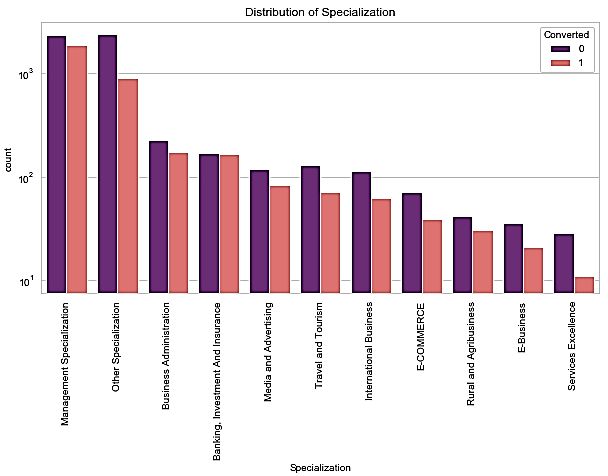 Distribution of Specialization
Converted
0
1
10³
10²
10¹
count
Management Specialization
Other Specialization
Business Administration
Banking, Investment And Insurance
Media and Advertising
Travel and Tourism
International Business
E-COMMERCE
Rural and Agribusiness
E-Business
Services Excellence
Specialization